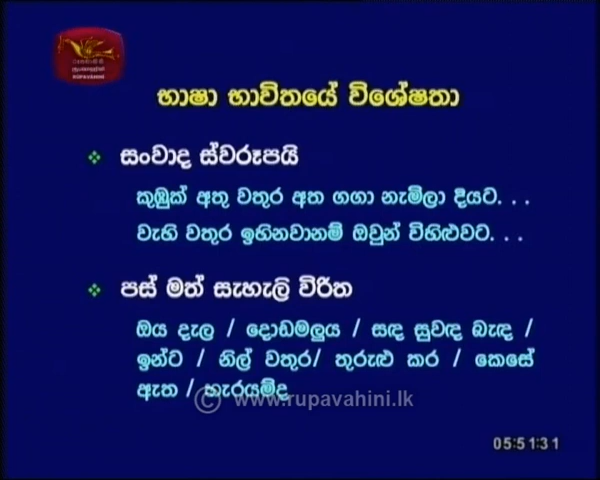 භාෂා භාවිතයේ විශේෂතා
සංවාද ස්වරූපයි
කුඹුක් අතු වතුර අත ගගා නැමිලා දියට. . .
වැහි වතුර ඉහිනවානම් ඔවුන් විහිළුවට. . .
පස් මත් සැහැලි විරිත
ඔය දැල / දොඩමලුය / සඳ සුවඳ බැඳ /
ඉන්ට / නිල් වතුර/ තුරුළු කර / කෙසේ
ඇත / හැරයම්ද
© www.rupavahini.lk
05:51:31